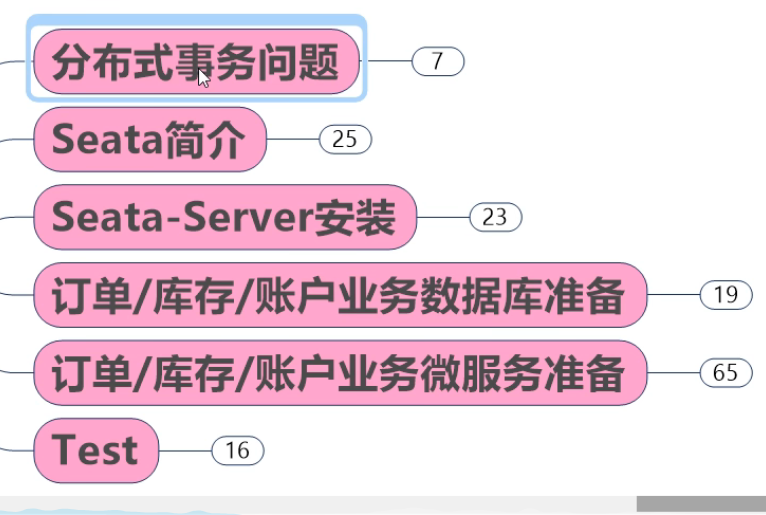 分布式事务问题 7
Seata简介 25
Seata-Server安装 23
订单/库存/账户业务数据库准备 19
订单/库存/账户业务微服务准备 65
Test 16